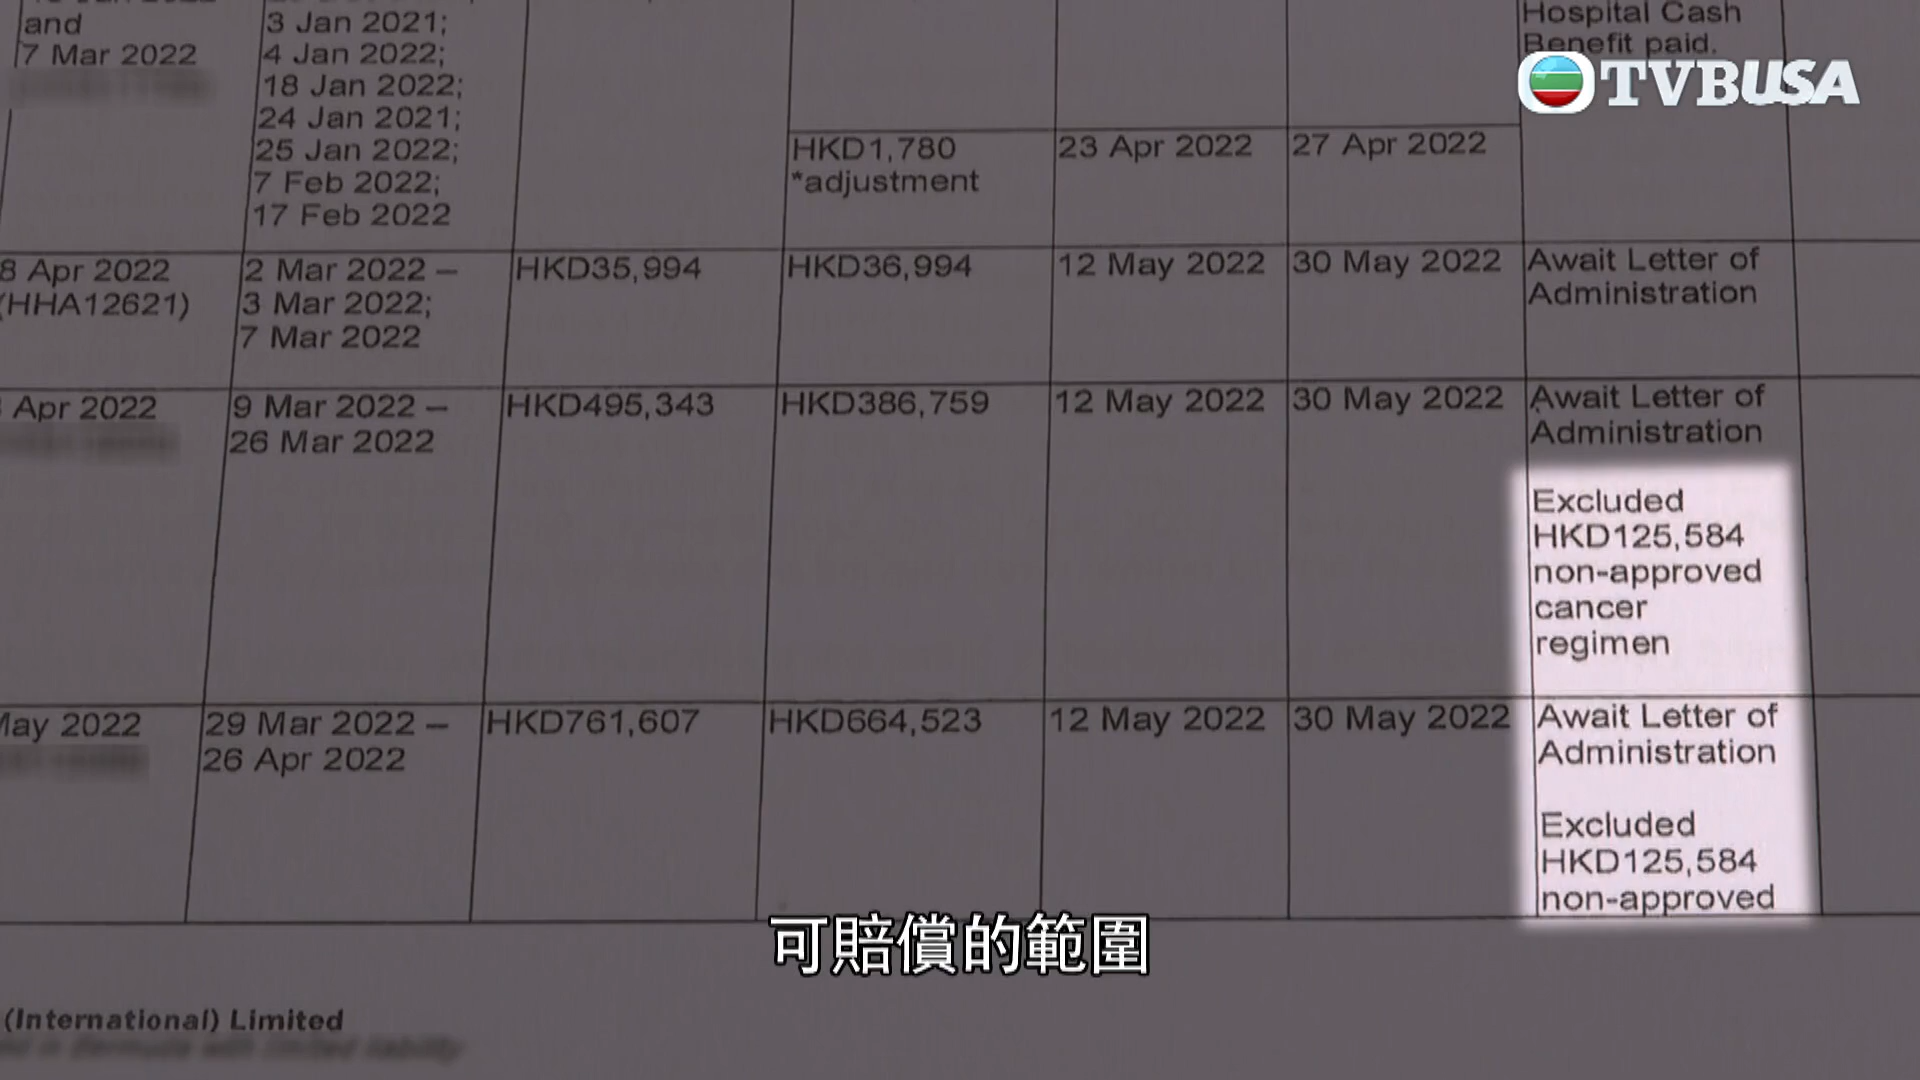 and
7 Mar 2022
3 Jan 2021;
4 Jan 2022;
18 Jan 2022;
24 Jan 2021;
25 Jan 2022;
7 Feb 2022;
17 Feb 2022
HKD1,780
*adjustment
23 Apr 2022
27 Apr 2022
Hospital Cash
Benefit paid.
TVBUSA
8 Apr 2022
(HHA12621)
2 Mar 2022 –
3 Mar 2022;
7 Mar 2022
HKD35,994
HKD36,994
12 May 2022
30 May 2022
Await Letter of
Administration
Apr 2022
9 Mar 2022 –
26 Mar 2022
HKD495,343
HKD386,759
12 May 2022
30 May 2022
Await Letter of
Administration
Excluded
HKD125,584
non-approved
cancer
regimen
May 2022
29 Mar 2022 –
26 Apr 2022
HKD761,607
HKD664,523
12 May 2022
30 May 2022
Await Letter of
Administration
Excluded
HKD125,584
non-approved
可賠償的範圍
(International) Limited